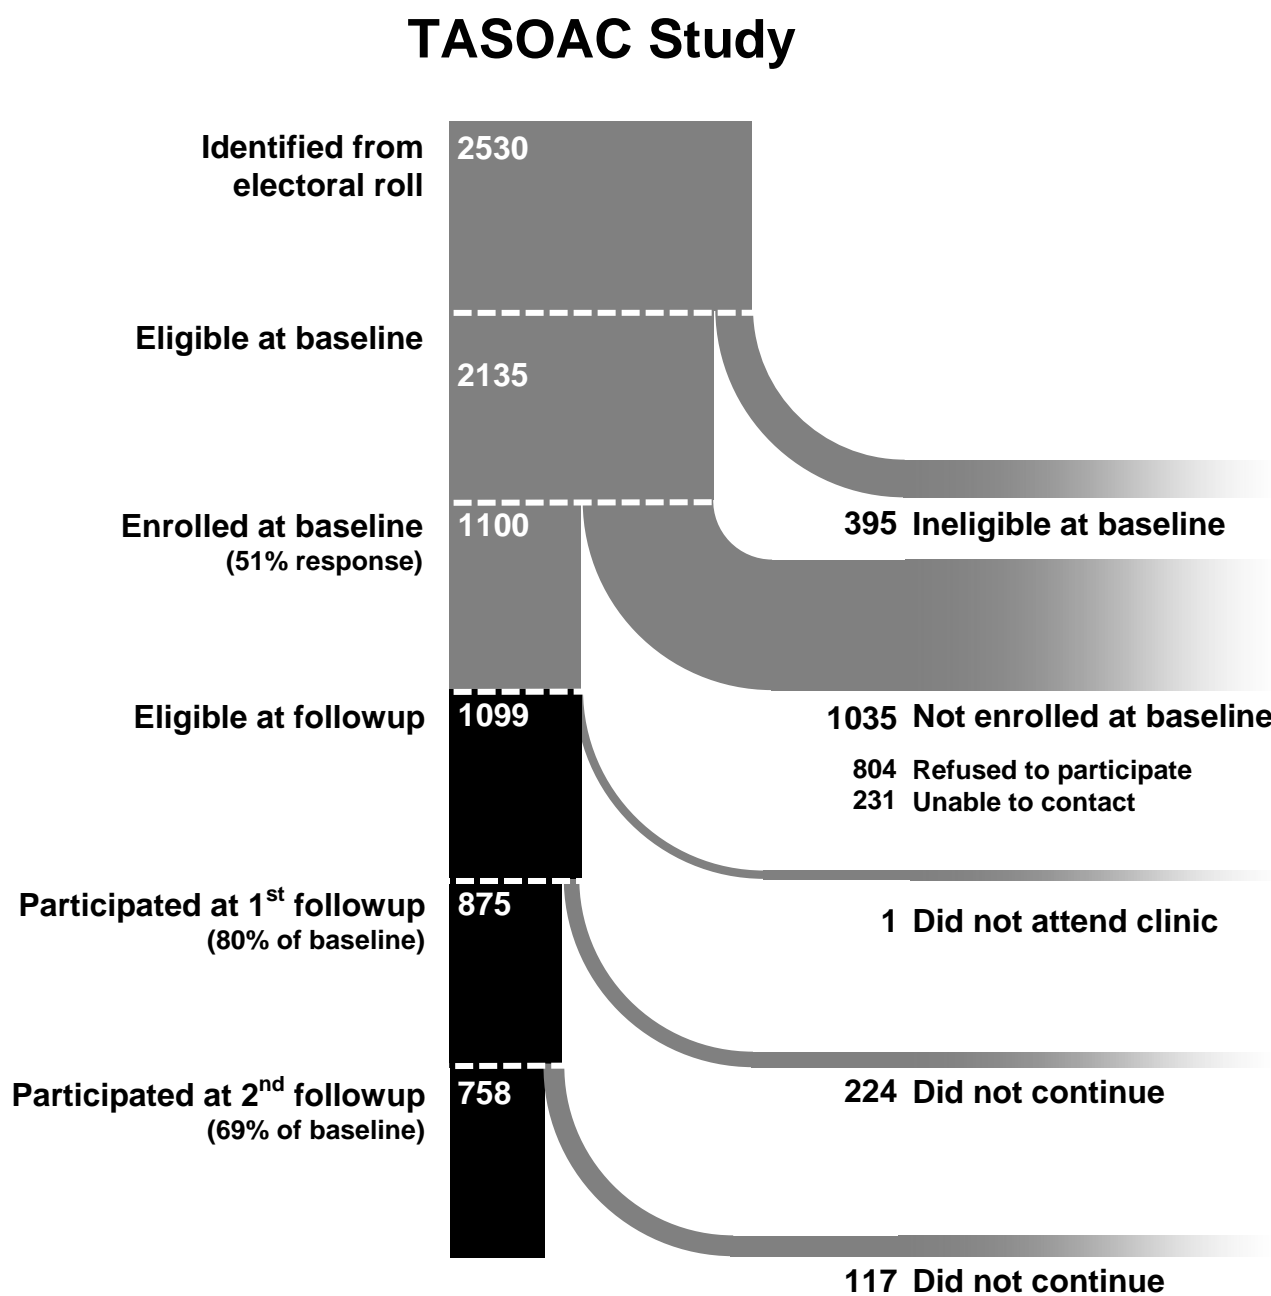 TASOAC Study
Identified from
electoral roll
2530
Eligible at baseline
2135
395 Ineligible at baseline
Enrolled at baseline
(51% response)
1100
1035 Not enrolled at baseline
804 Refused to participate
231 Unable to contact
Eligible at followup
1099
1 Did not attend clinic
Participated at 1st followup
(80% of baseline)
875
224 Did not continue
Participated at 2nd followup
(69% of baseline)
758
117 Did not continue